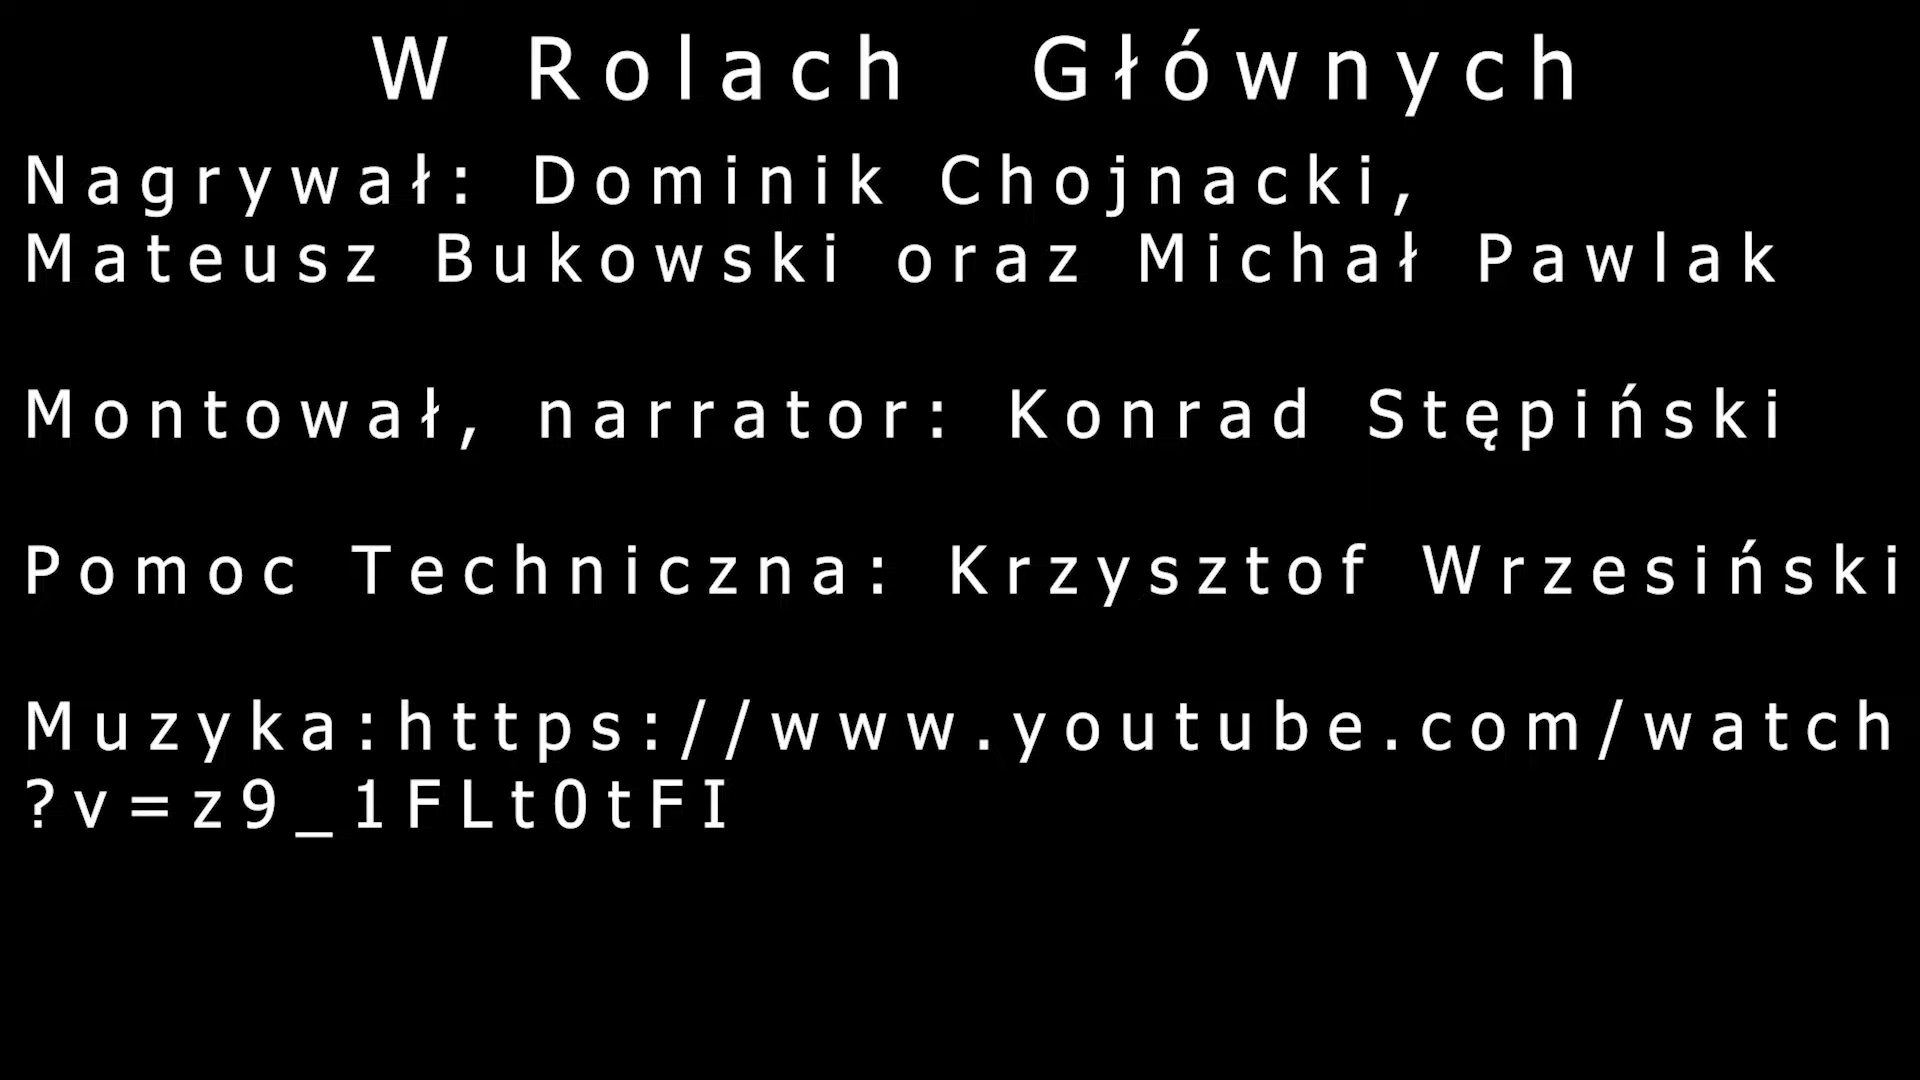 W Rolach Głównych
Nagrywał: Dominik Chojnacki,
Mateusz Bukowski oraz Michał Pawlak
Montował, narrator: Konrad Stępiński
Pomoc Techniczna: Krzysztof Wrzesiński
Muzyka:https://www.youtube.com/watch
?v=z9_1FLt0tFI